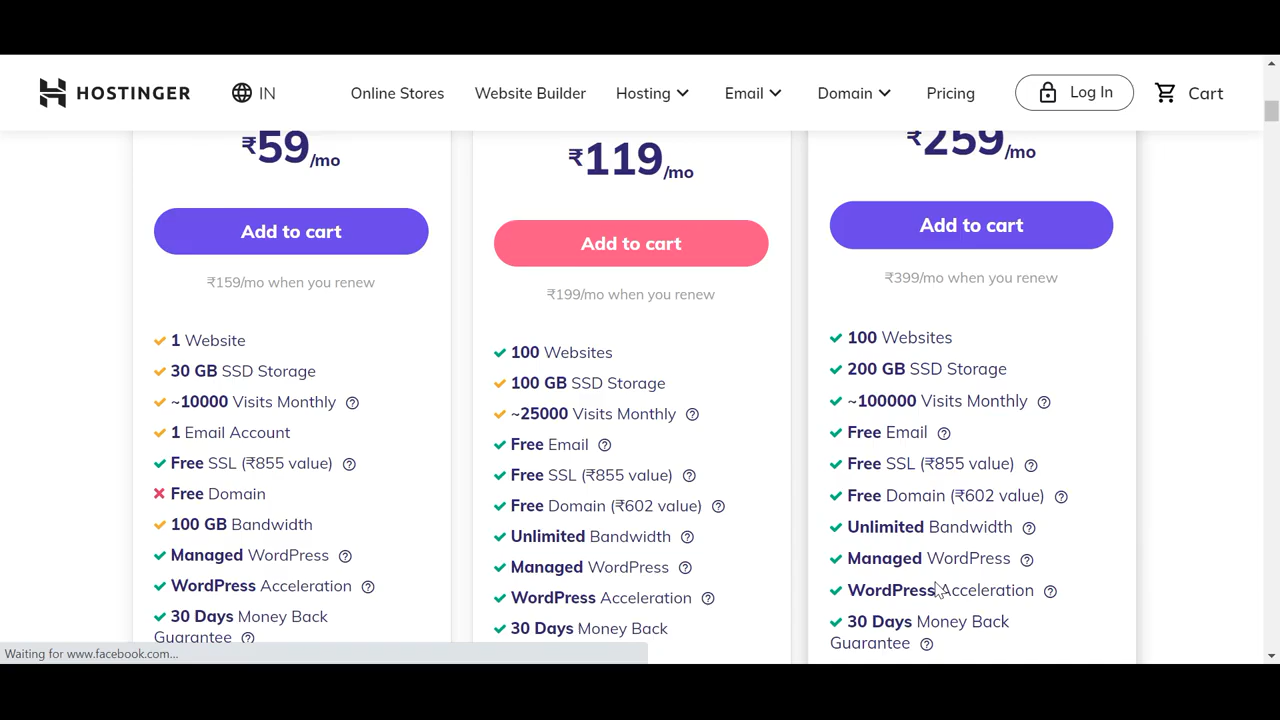 HOSTINGER
IN
Online Stores
Website Builder
Hosting
Email
Domain
Pricing
Log In
Cart
₹59/mo
Add to cart
₹159/mo when you renew
1 Website
30 GB SSD Storage
~10000 Visits Monthly
1 Email Account
Free SSL (₹855 value)
Free Domain
100 GB Bandwidth
Managed WordPress
WordPress Acceleration
30 Days Money Back
Guarantee
₹119/mo
Add to cart
₹199/mo when you renew
100 Websites
100 GB SSD Storage
~25000 Visits Monthly
Free Email
Free SSL (₹855 value)
Free Domain (₹602 value)
Unlimited Bandwidth
Managed WordPress
WordPress Acceleration
30 Days Money Back
₹259/mo
Add to cart
₹399/mo when you renew
100 Websites
200 GB SSD Storage
~100000 Visits Monthly
Free Email
Free SSL (₹855 value)
Free Domain (₹602 value)
Unlimited Bandwidth
Managed WordPress
WordPress Acceleration
30 Days Money Back
Guarantee
Waiting for www.facebook.com...